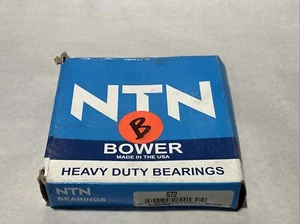 NTN
B
BOWER
MADE IN THE USA
HEAVY DUTY BEARINGS
NTN
BEARINGS
572